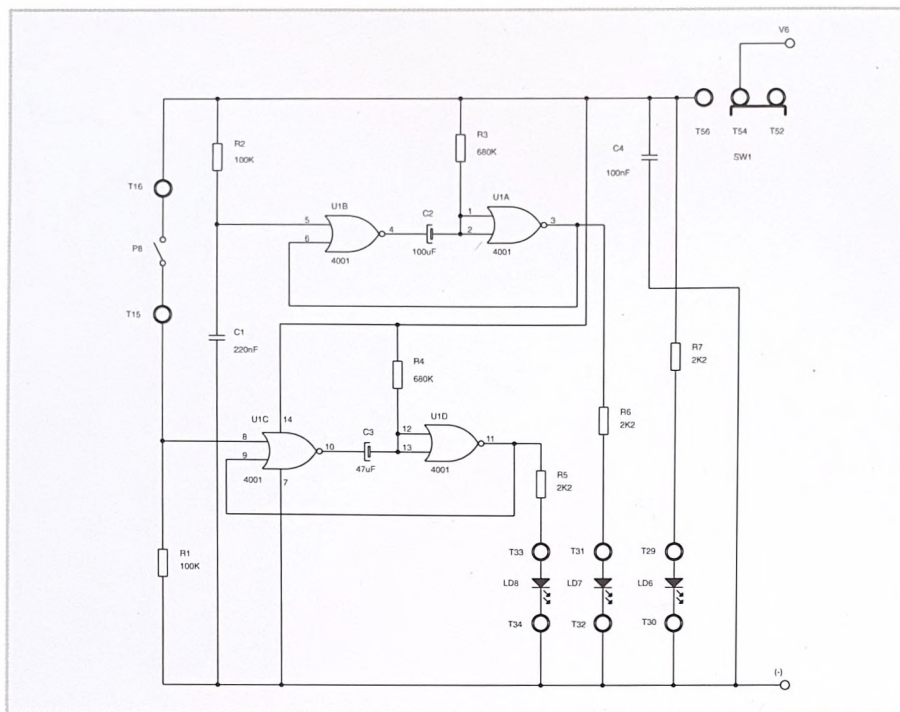 V6
T56 T54 T52
SW1
R2
100K
R3
680K
C4
100nF
T16
P8
T15
U1B
5
6
4
4001
C2
100uF
U1A
1
2
3
4001
C1
220nF
R4
680K
R7
2K2
R6
2K2
U1C
14
8
9
10
4001
7
C3
47uF
U1D
12
13
11
4001
R5
2K2
R1
100K
T33 T31 T29
LD8 LD7 LD6
T34 T32 T30
(-)